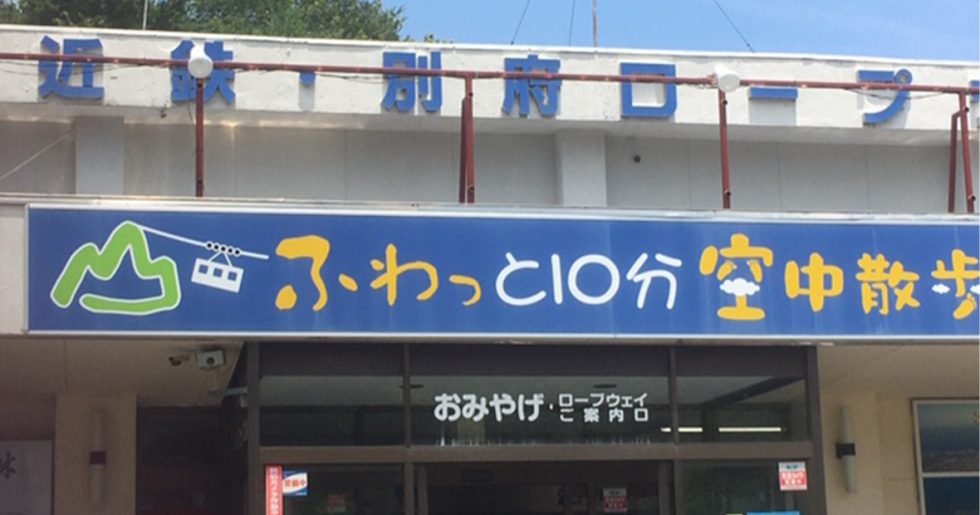 近鉄・別府ロープ
ふわっと10分 空中散歩
おみやげ・ロープウェイ
ご案内口